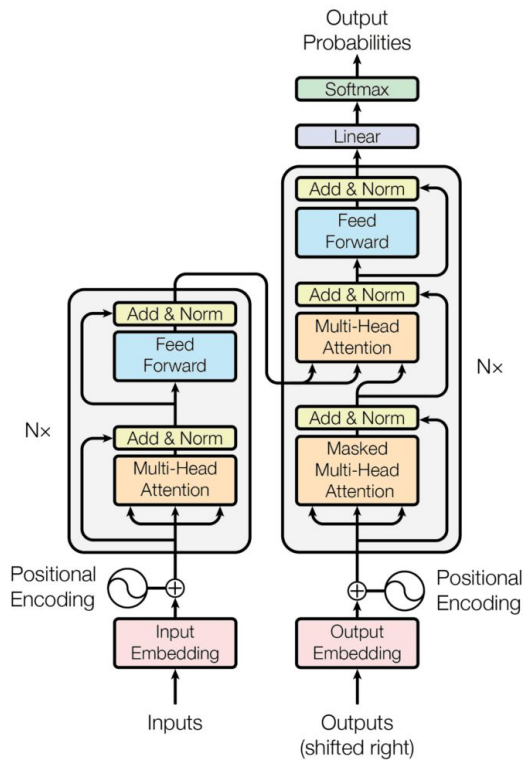 Output
Probabilities
Softmax
Linear
Add & Norm
Feed
Forward
Add & Norm
Multi-Head
Attention
Add & Norm
Masked
Multi-Head
Attention
N×
Add & Norm
Feed
Forward
Add & Norm
Multi-Head
Attention
N×
Positional
Encoding
Positional
Encoding
Input
Embedding
Output
Embedding
Inputs
Outputs
(shifted right)